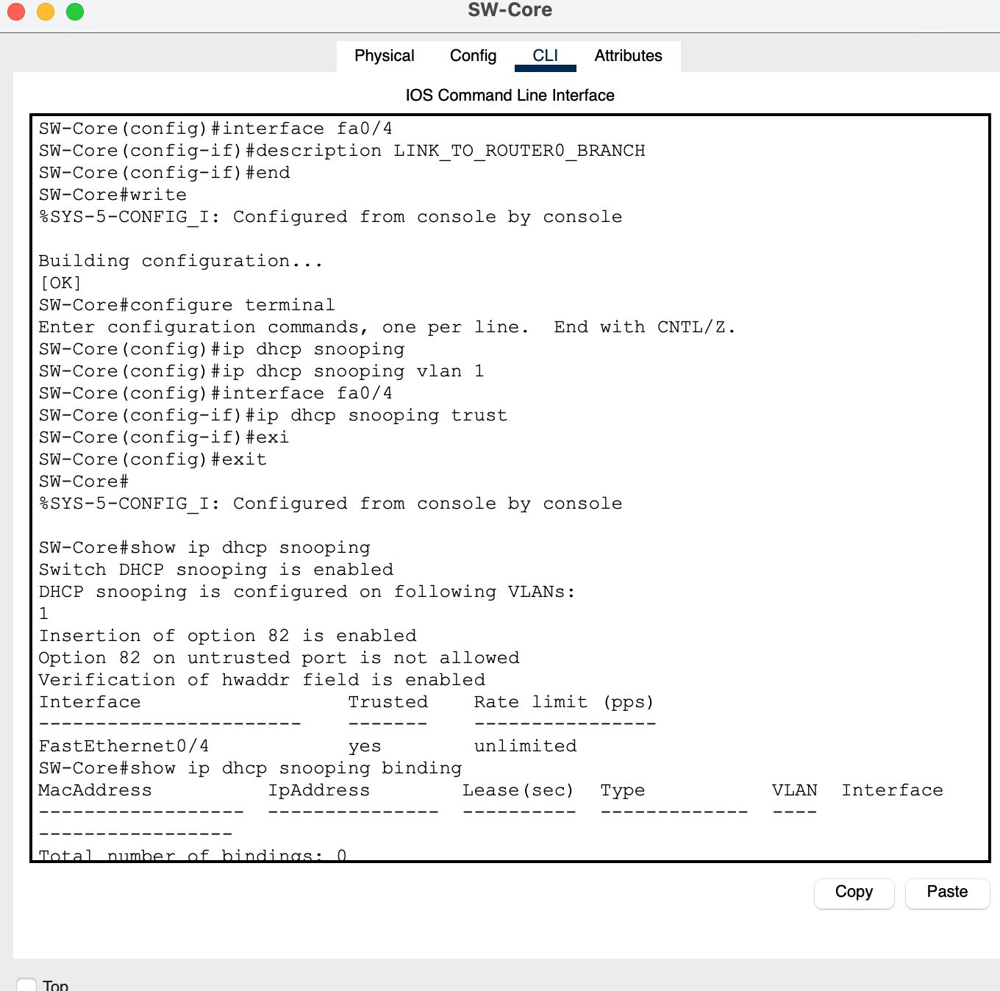 SW-Core
Physical Config CLI Attributes
IOS Command Line Interface
SW-Core(config)#interface fa0/4
SW-Core(config-if)#description LINK_TO_ROUTER0_BRANCH
SW-Core(config-if)#end
SW-Core#write
%SYS-5-CONFIG_I: Configured from console by console
Building configuration...
[OK]
SW-Core#configure terminal
Enter configuration commands, one per line.  End with CNTL/Z.
SW-Core(config)#ip dhcp snooping
SW-Core(config)#ip dhcp snooping vlan 1
SW-Core(config)#interface fa0/4
SW-Core(config-if)#ip dhcp snooping trust
SW-Core(config-if)#exi
SW-Core(config)#exit
SW-Core#
%SYS-5-CONFIG_I: Configured from console by console
SW-Core#show ip dhcp snooping
Switch DHCP snooping is enabled
DHCP snooping is configured on following VLANs:
1
Insertion of option 82 is enabled
Option 82 on untrusted port is not allowed
Verification of hwaddr field is enabled
Interface                  Trusted    Rate limit (pps)
-----------------------    -------    ----------------
FastEthernet0/4            yes        unlimited
SW-Core#show ip dhcp snooping binding
MacAddress          IpAddress        Lease(sec)  Type           VLAN  Interface
------------------  ---------------  ----------  -------------  ----
-----------------
Total number of bindings: 0
Copy Paste
Top